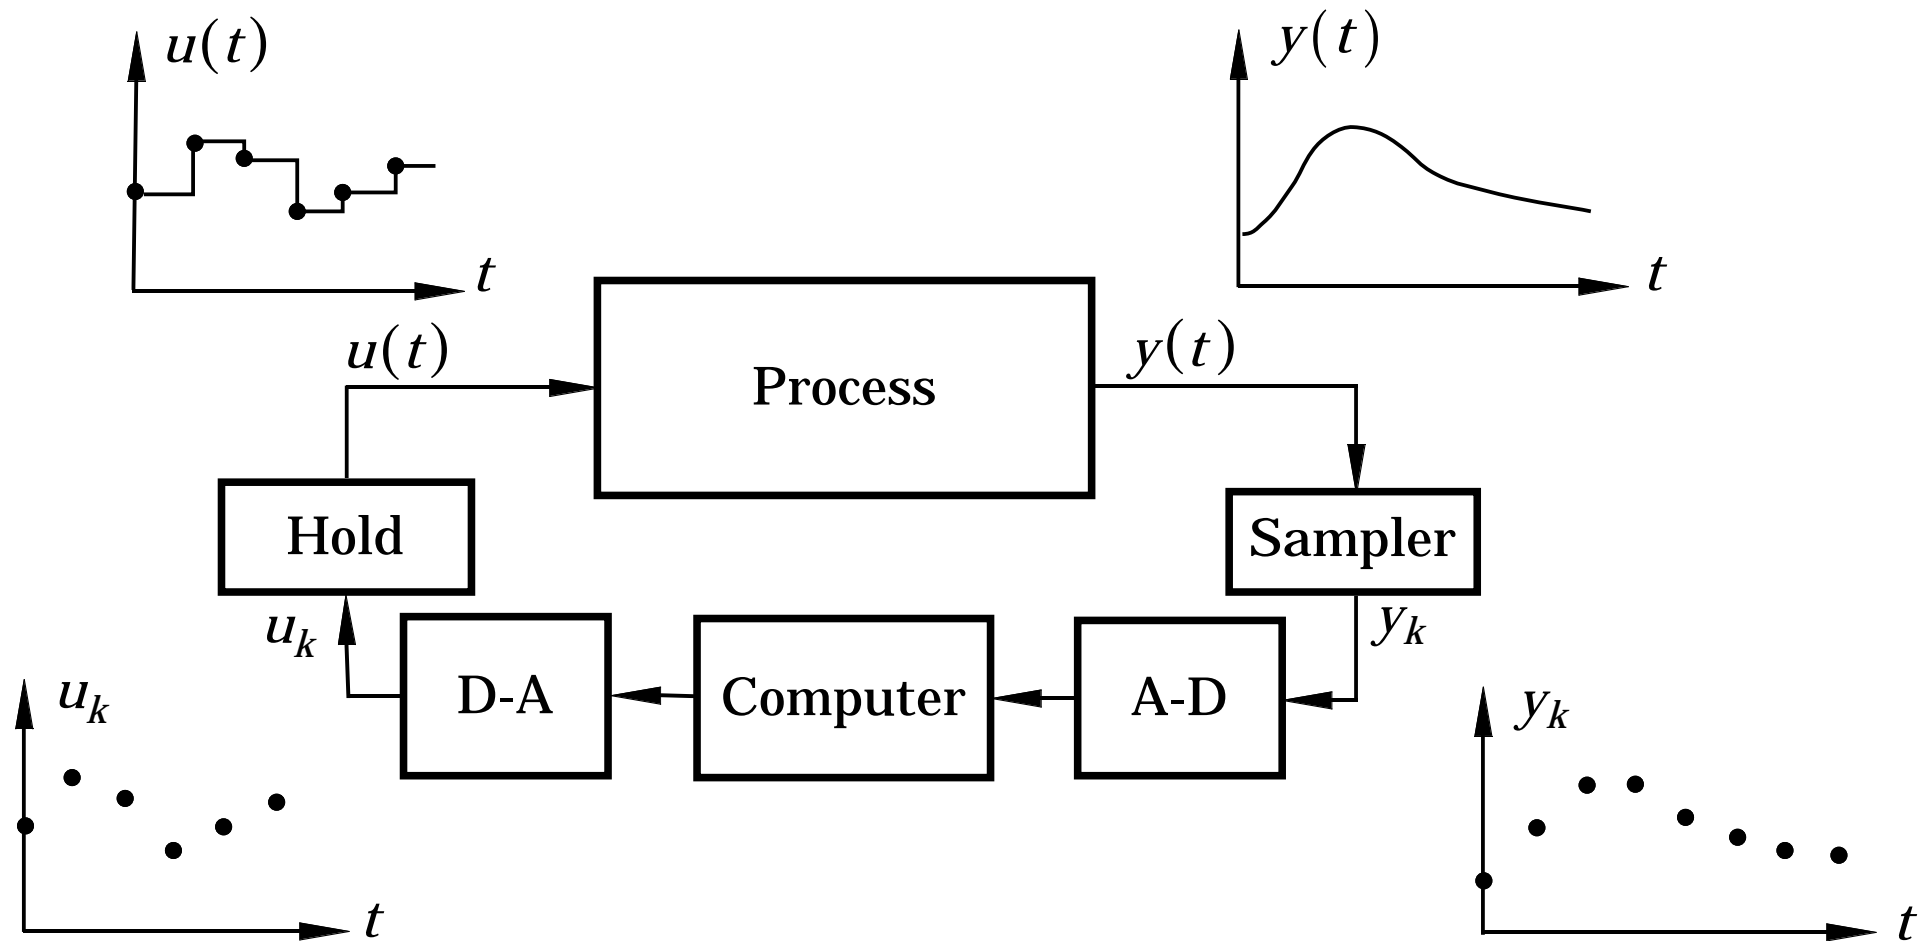 u(t)
y(t)
t
t
u(t)
y(t)
Process
Hold
Sampler
u_k
y_k
D-A
Computer
A-D
u_k
y_k
t
t